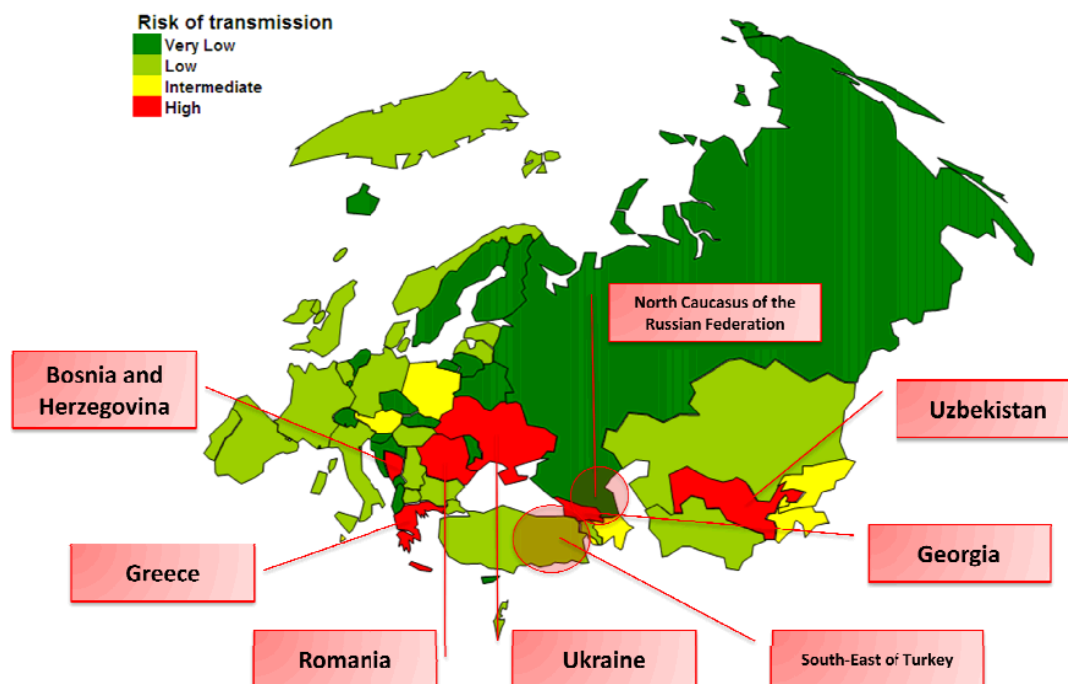 Risk of transmission
Very Low
Low
Intermediate
High
North Caucasus of the
Russian Federation
Bosnia and
Herzegovina
Uzbekistan
Greece
Georgia
Romania
Ukraine
South-East of Turkey